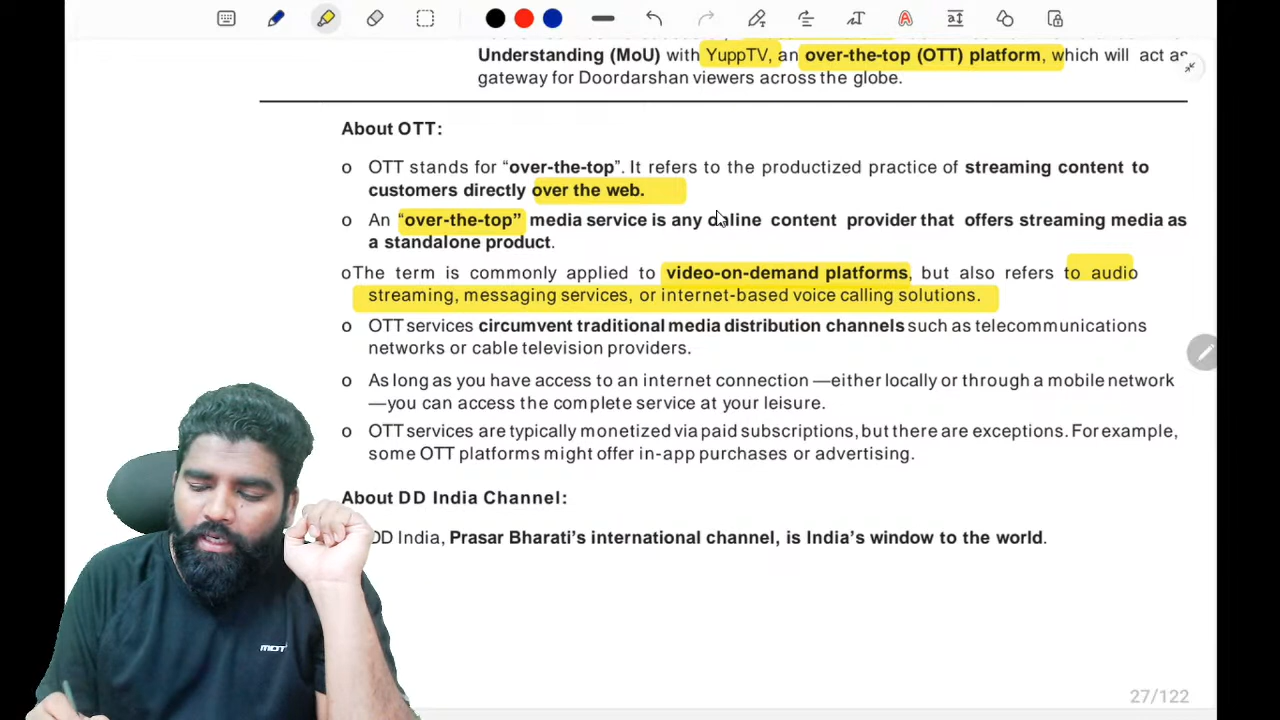 Understanding (MoU) with YuppTV, an over-the-top (OTT) platform, which will act as
gateway for Doordarshan viewers across the globe.
About OTT:
o OTT stands for “over-the-top”. It refers to the productized practice of streaming content to
customers directly over the web.
o An “over-the-top” media service is any online content provider that offers streaming media as
a standalone product.
o The term is commonly applied to video-on-demand platforms, but also refers to audio
streaming, messaging services, or internet-based voice calling solutions.
o OTT services circumvent traditional media distribution channels such as telecommunications
networks or cable television providers.
o As long as you have access to an internet connection —either locally or through a mobile network
—you can access the complete service at your leisure.
o OTT services are typically monetized via paid subscriptions, but there are exceptions. For example,
some OTT platforms might offer in-app purchases or advertising.
About DD India Channel:
DD India, Prasar Bharati’s international channel, is India’s window to the world.
27/122